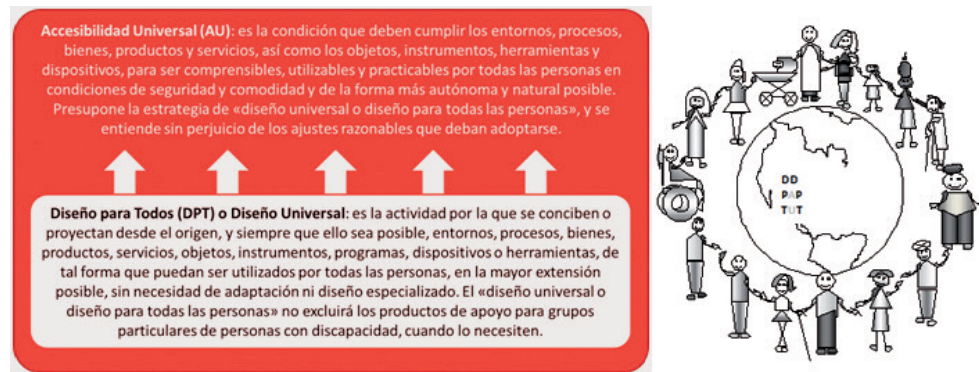 Accesibilidad Universal (AU): es la condición que deben cumplir los entornos, procesos,
bienes, productos y servicios, así como los objetos, instrumentos, herramientas y
dispositivos, para ser comprensibles, utilizables y practicables por todas las personas en
condiciones de seguridad y comodidad y de la forma más autónoma y natural posible.
Presupone la estrategia de «diseño universal o diseño para todas las personas», y se
entiende sin perjuicio de los ajustes razonables que deban adoptarse.
Diseño para Todos (DPT) o Diseño Universal: es la actividad por la que se conciben o
proyectan desde el origen, y siempre que ello sea posible, entornos, procesos, bienes,
productos, servicios, objetos, instrumentos, programas, dispositivos o herramientas, de
tal forma que puedan ser utilizados por todas las personas, en la mayor extensión
posible, sin necesidad de adaptación ni diseño especializado. El «diseño universal o
diseño para todas las personas» no excluirá los productos de apoyo para grupos
particulares de personas con discapacidad, cuando lo necesiten.
DD
PAP
TUT